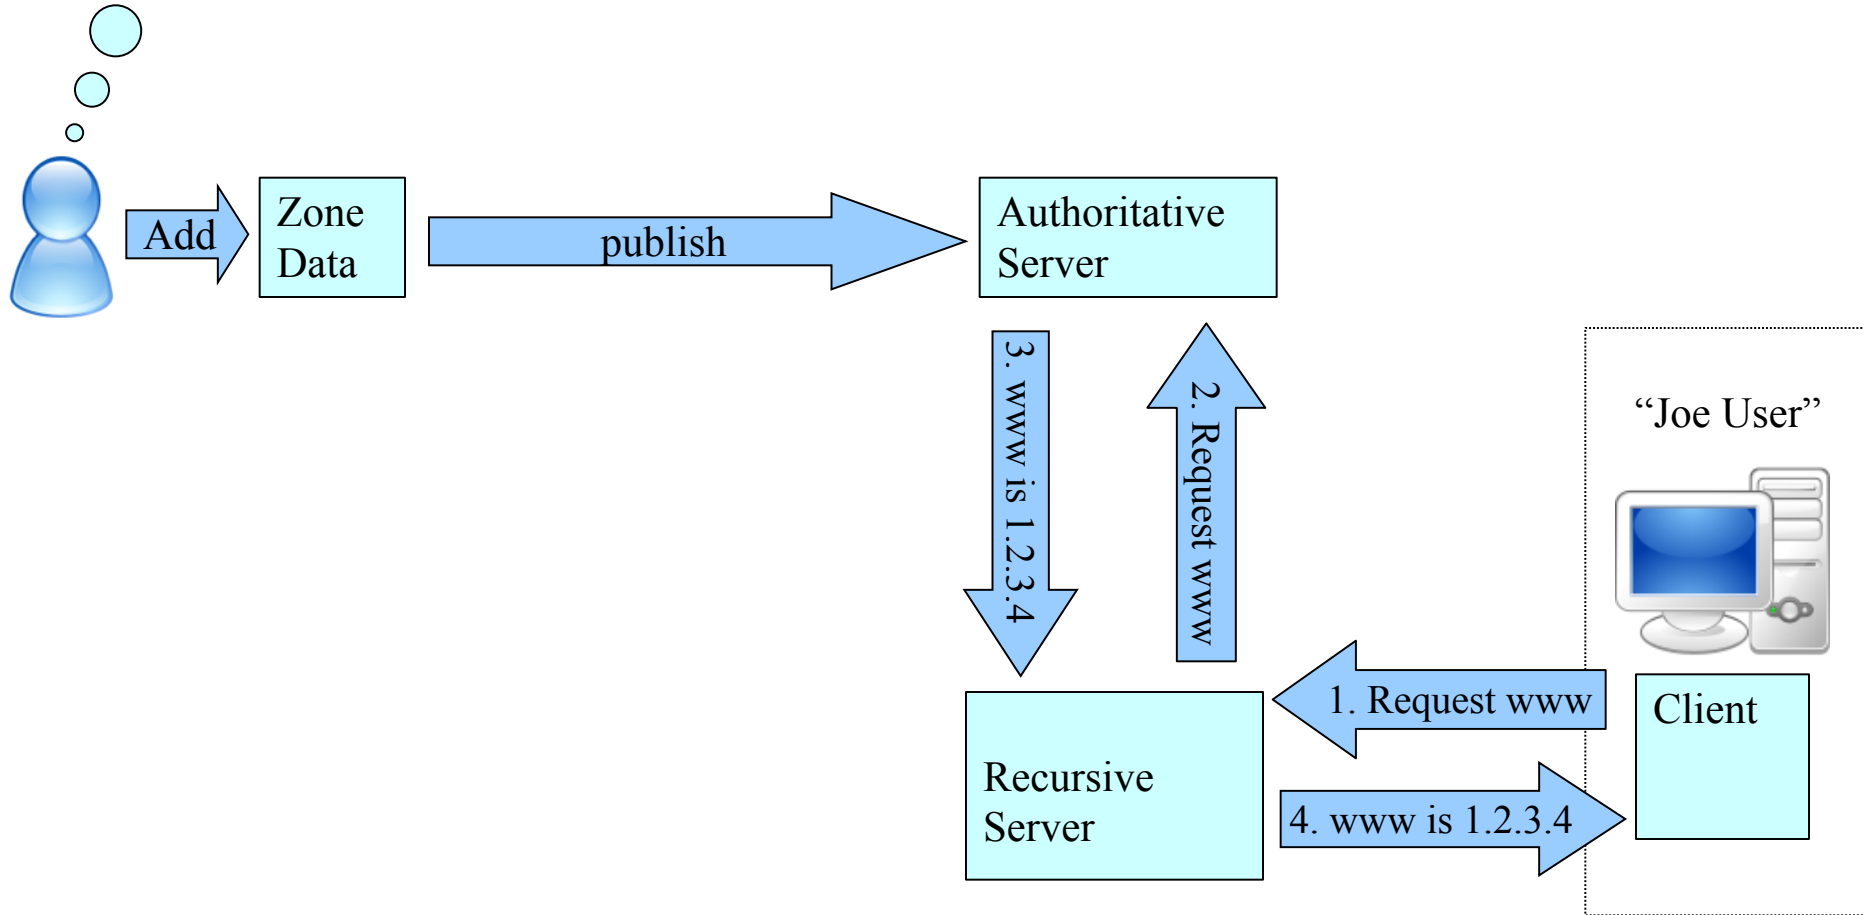 Add
Zone
Data
publish
Authoritative
Server
3. www is 1.2.3.4
2. Request www
“Joe User”
1. Request www
Client
Recursive
Server
4. www is 1.2.3.4